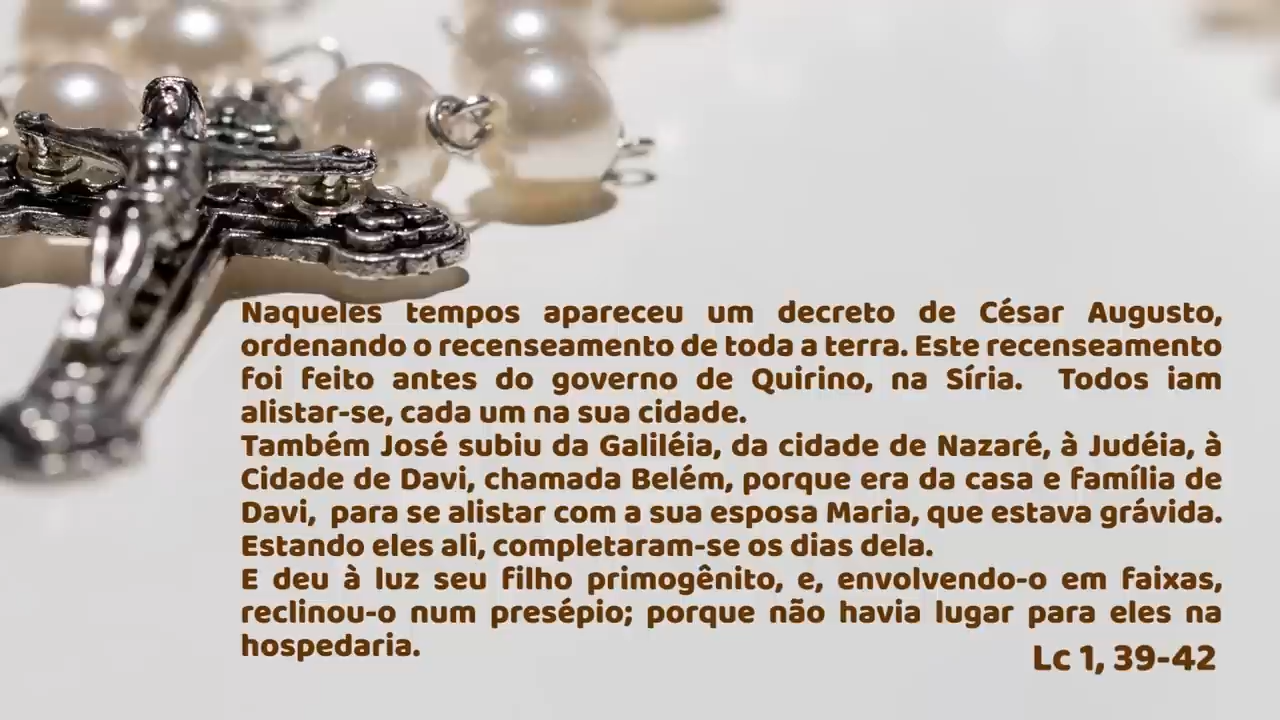 Naqueles tempos apareceu um decreto de César Augusto,
ordenando o recenseamento de toda a terra. Este recenseamento
foi feito antes do governo de Quirino, na Síria. Todos iam
alistar-se, cada um na sua cidade.
Também José subiu da Galiléia, da cidade de Nazaré, à Judéia, à
Cidade de Davi, chamada Belém, porque era da casa e família de
Davi, para se alistar com a sua esposa Maria, que estava grávida.
Estando eles ali, completaram-se os dias dela.
E deu à luz seu filho primogênito, e, envolvendo-o em faixas,
reclinou-o num presépio; porque não havia lugar para eles na
hospedaria.
Lc 1, 39-42